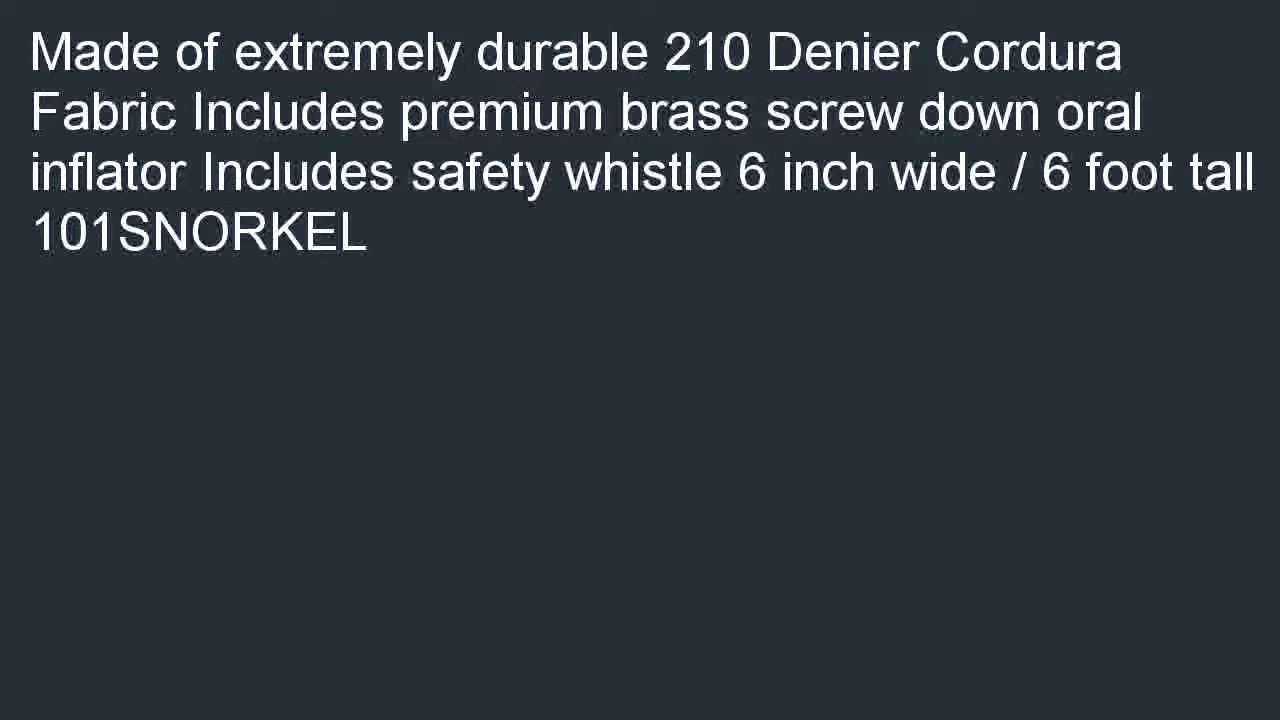 Made of extremely durable 210 Denier Cordura
Fabric Includes premium brass screw down oral
inflator Includes safety whistle 6 inch wide / 6 foot tall
101SNORKEL